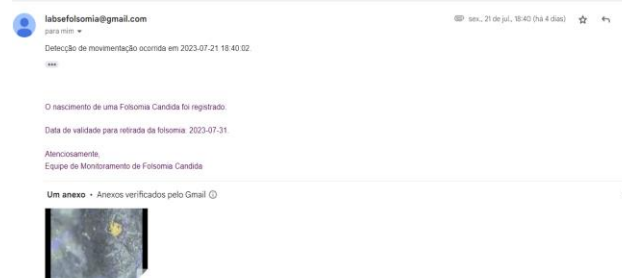 labsefolsomia@gmail.com
sex., 21 de jul., 18:40 (há 4 dias)
para mim
Detecção de movimentação ocorrida em 2023-07-21 18:40:02.
O nascimento de uma Folsomia Candida foi registrado.
Data de validade para retirada da folsomia: 2023-07-31.
Atenciosamente,
Equipe de Monitoramento de Folsomia Candida
Um anexo • Anexos verificados pelo Gmail